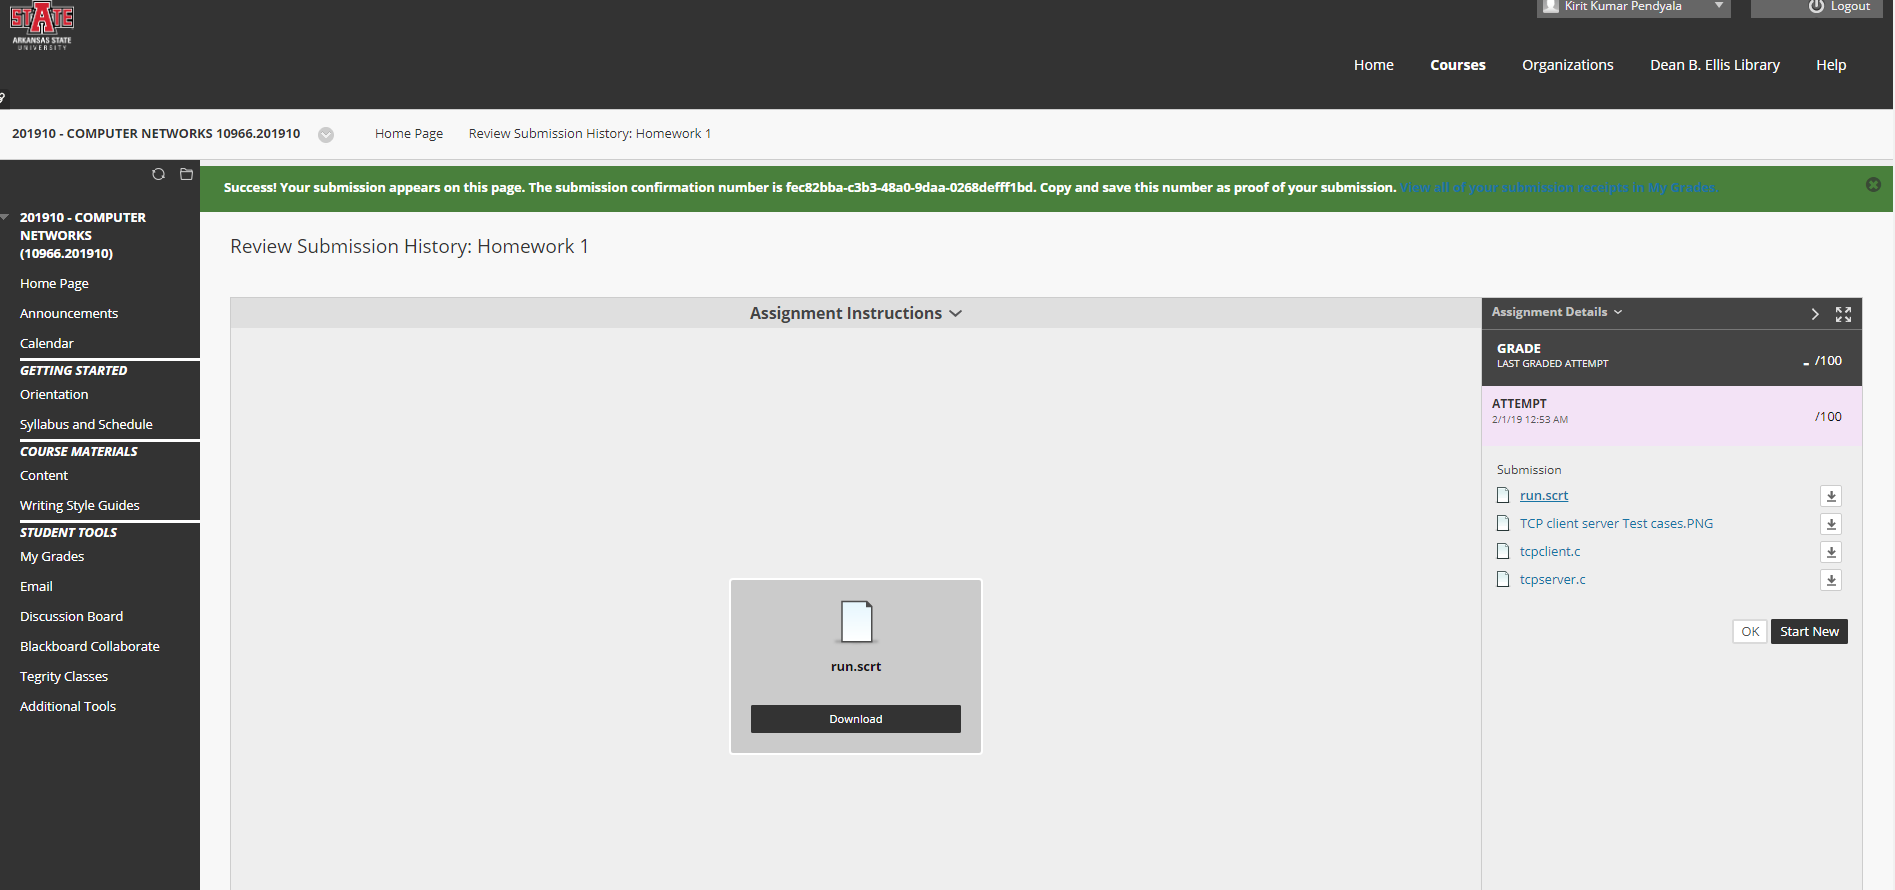 STATE
ARKANSAS STATE
UNIVERSITY
Kirit Kumar Pendyala
Logout
Home Courses Organizations Dean B. Ellis Library Help
201910 - COMPUTER NETWORKS 10966.201910 Home Page Review Submission History: Homework 1
Success! Your submission appears on this page. The submission confirmation number is fec82bba-c3b3-48a0-9daa-0268defff1bd. Copy and save this number as proof of your submission. View all of your submission receipts in My Grades.
201910 - COMPUTER
NETWORKS
(10966.201910)
Home Page
Announcements
Calendar
GETTING STARTED
Orientation
Syllabus and Schedule
COURSE MATERIALS
Content
Writing Style Guides
STUDENT TOOLS
My Grades
Email
Discussion Board
Blackboard Collaborate
Tegrity Classes
Additional Tools
Review Submission History: Homework 1
Assignment Instructions
run.scrt
Download
Assignment Details
GRADE
LAST GRADED ATTEMPT
- /100
ATTEMPT
2/1/19 12:53 AM
/100
Submission
run.scrt
TCP client server Test cases.PNG
tcpclient.c
tcpserver.c
OK Start New